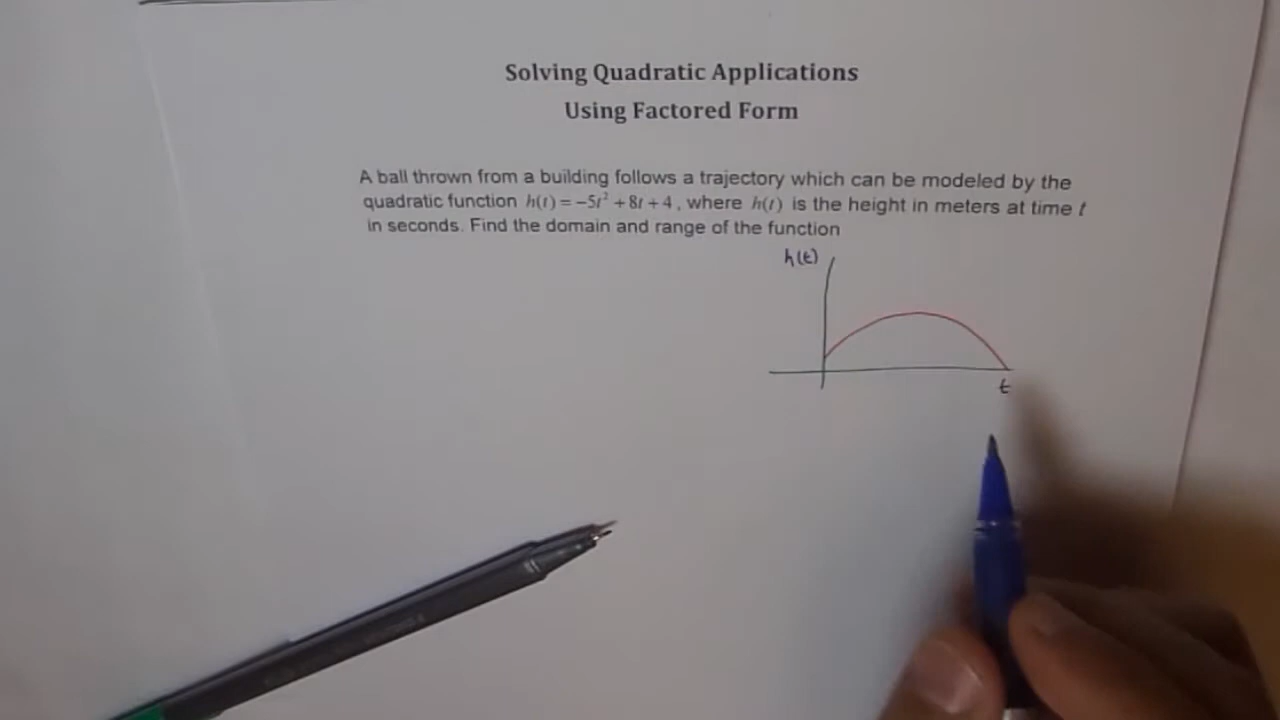 Solving Quadratic Applications
Using Factored Form
A ball thrown from a building follows a trajectory which can be modeled by the
quadratic function h(t) = −5t² + 8t + 4, where h(t) is the height in meters at time t
in seconds. Find the domain and range of the function
h(t)
t